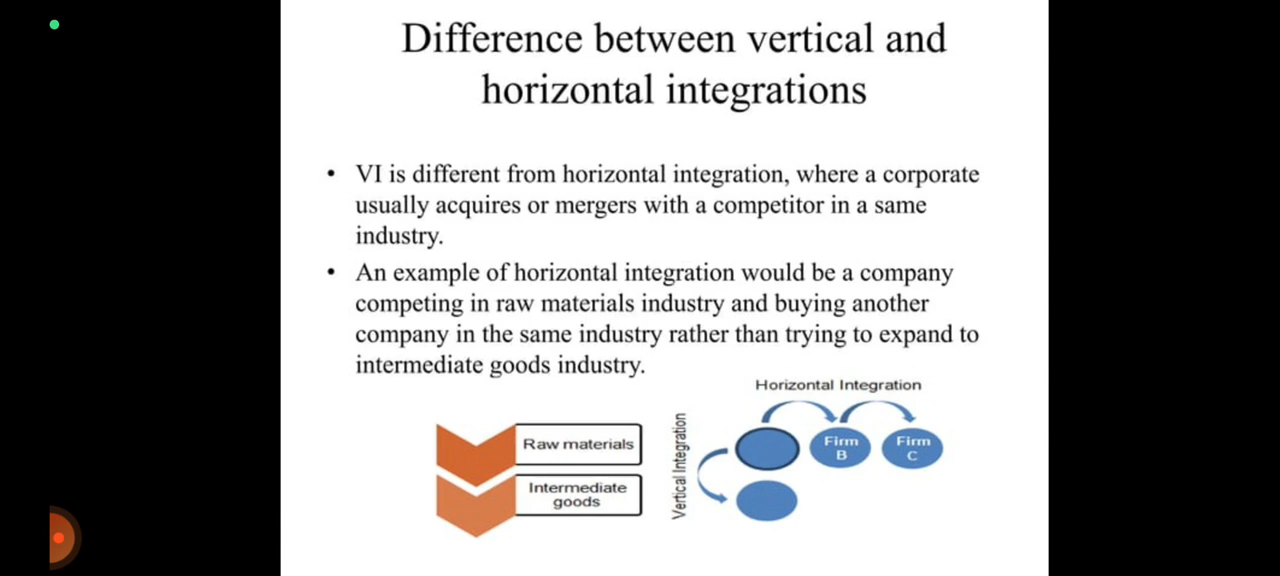 Difference between vertical and
horizontal integrations
• VI is different from horizontal integration, where a corporate
usually acquires or mergers with a competitor in a same
industry.
• An example of horizontal integration would be a company
competing in raw materials industry and buying another
company in the same industry rather than trying to expand to
intermediate goods industry.
Raw materials
Intermediate
goods
Vertical Integration
Horizontal Integration
Firm
B
Firm
C